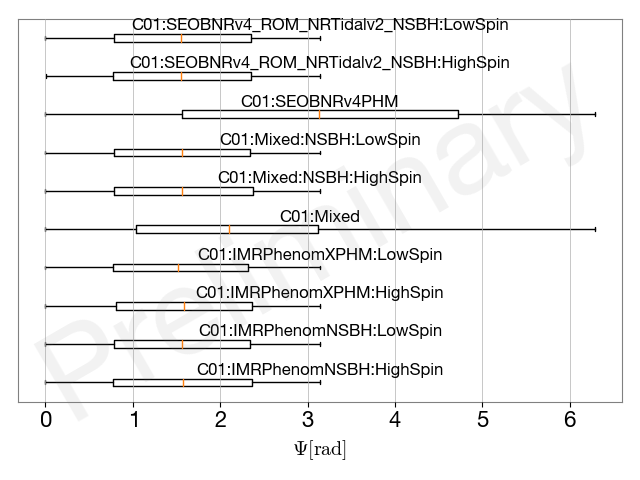 C01:SEOBNRv4_ROM_NRTidalv2_NSBH:LowSpin
C01:SEOBNRv4_ROM_NRTidalv2_NSBH:HighSpin
C01:SEOBNRv4PHM
C01:Mixed:NSBH:LowSpin
C01:Mixed:NSBH:HighSpin
C01:Mixed
C01:IMRPhenomXPHM:LowSpin
C01:IMRPhenomXPHM:HighSpin
C01:IMRPhenomNSBH:LowSpin
C01:IMRPhenomNSBH:HighSpin
Preliminary
0 1 2 3 4 5 6
Ψ[rad]